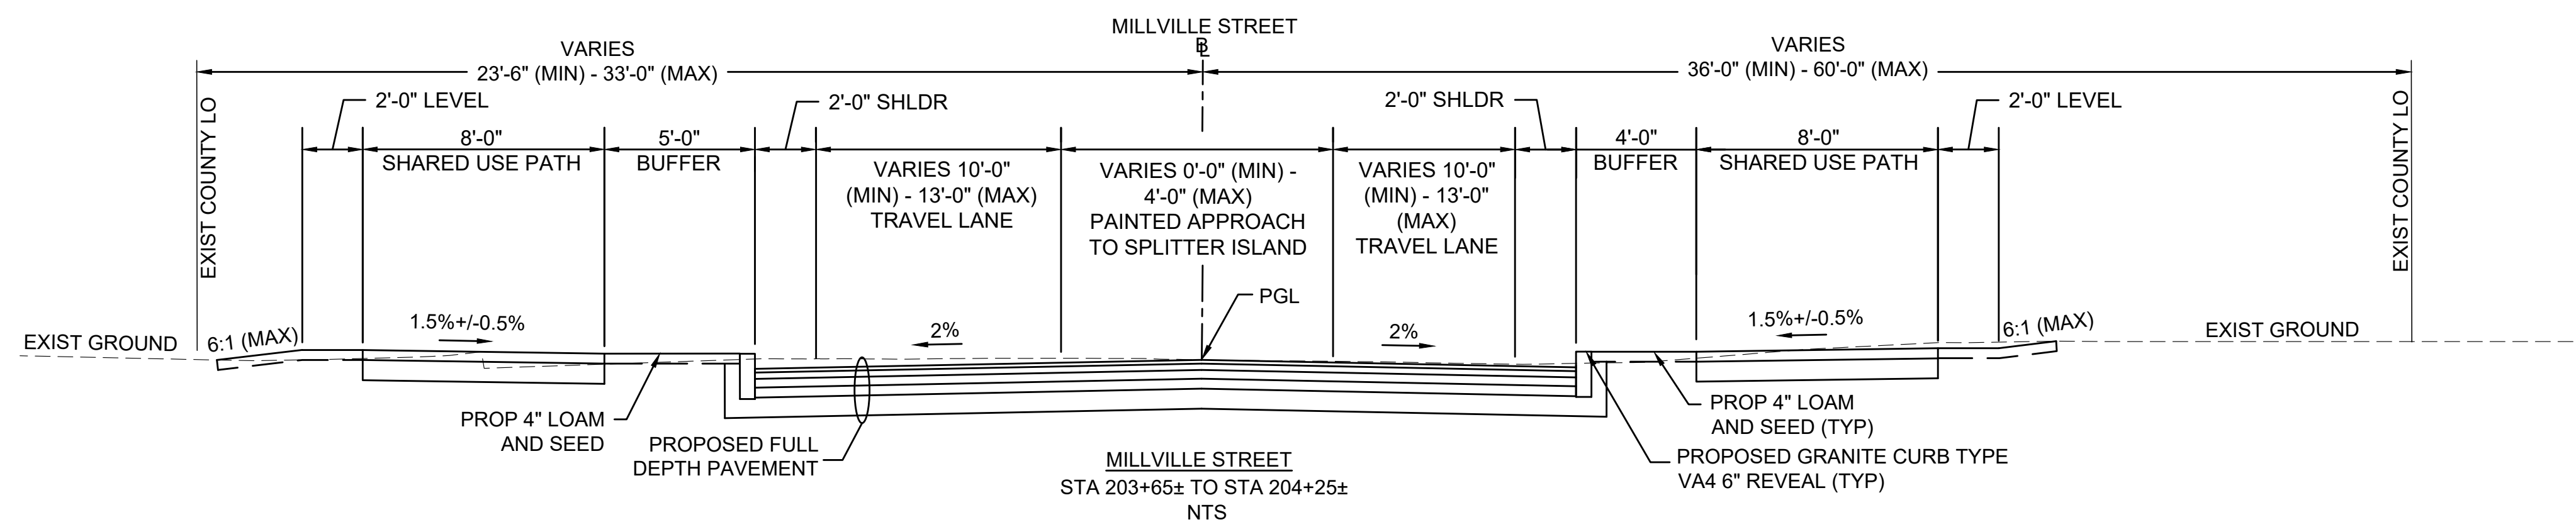 MILLVILLE STREET
BL
VARIES
23'-6" (MIN) - 33'-0" (MAX)
VARIES
36'-0" (MIN) - 60'-0" (MAX)
EXIST COUNTY LO
2'-0" LEVEL
2'-0" SHLDR
2'-0" SHLDR
2'-0" LEVEL
EXIST COUNTY LO
8'-0"
SHARED USE PATH
5'-0"
BUFFER
VARIES 10'-0"
(MIN) - 13'-0" (MAX)
TRAVEL LANE
VARIES 0'-0" (MIN) -
4'-0" (MAX)
PAINTED APPROACH
TO SPLITTER ISLAND
VARIES 10'-0"
(MIN) - 13'-0"
(MAX)
TRAVEL LANE
4'-0"
BUFFER
8'-0"
SHARED USE PATH
PGL
EXIST GROUND
6:1 (MAX)
1.5%+/-0.5%
2%
2%
1.5%+/-0.5%
6:1 (MAX)
EXIST GROUND
PROP 4" LOAM
AND SEED
PROPOSED FULL
DEPTH PAVEMENT
PROP 4" LOAM
AND SEED (TYP)
PROPOSED GRANITE CURB TYPE
VA4 6" REVEAL (TYP)
MILLVILLE STREET
STA 203+65± TO STA 204+25±
NTS